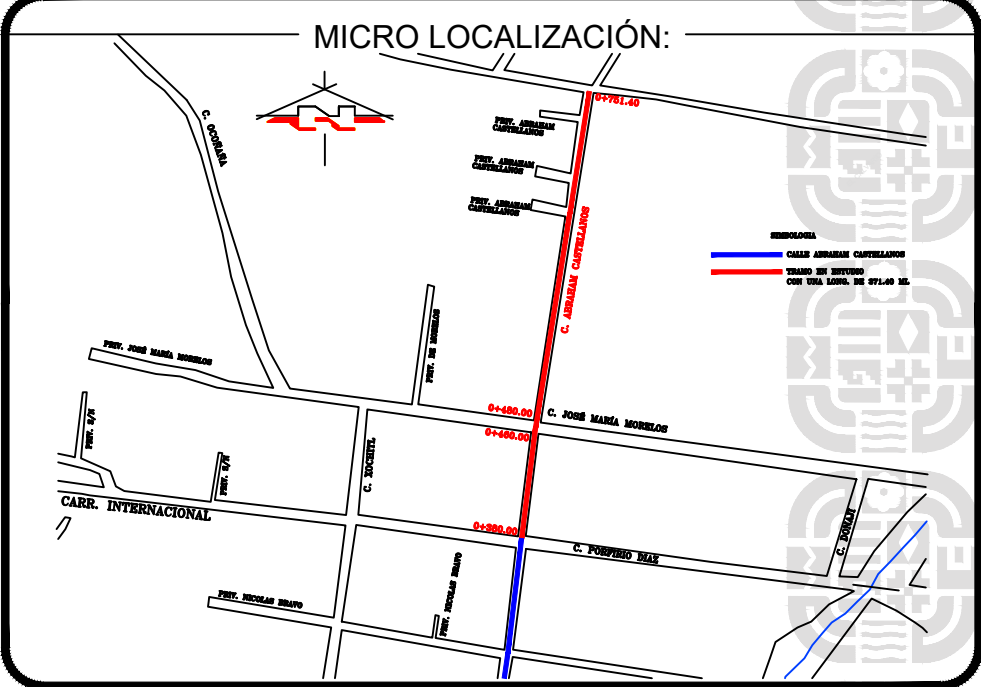 MICRO LOCALIZACIÓN:
0+751.40
C. OCOÑAÑA
PRIV. ABRAHAM
CASTELLANOS
PRIV. ABRAHAM
CASTELLANOS
PRIV. ABRAHAM
CASTELLANOS
C. ABRAHAM CASTELLANOS
SIMBOLOGIA
CALLE ABRAHAM CASTELLANOS
TRAMO EN ESTUDIO
CON UNA LONG. DE 371.40 ML
PRIV. JOSÉ MARÍA MORELOS
PRIV. DE MORELOS
0+480.00
C. JOSÉ MARÍA MORELOS
0+460.00
PRIV. S/N
PRIV. S/N
C. XOCHITL
CARR. INTERNACIONAL
0+380.00
C. PORFIRIO DIAZ
C. DONAJI
PRIV. NICOLAS BRAVO
PRIV. NICOLAS BRAVO